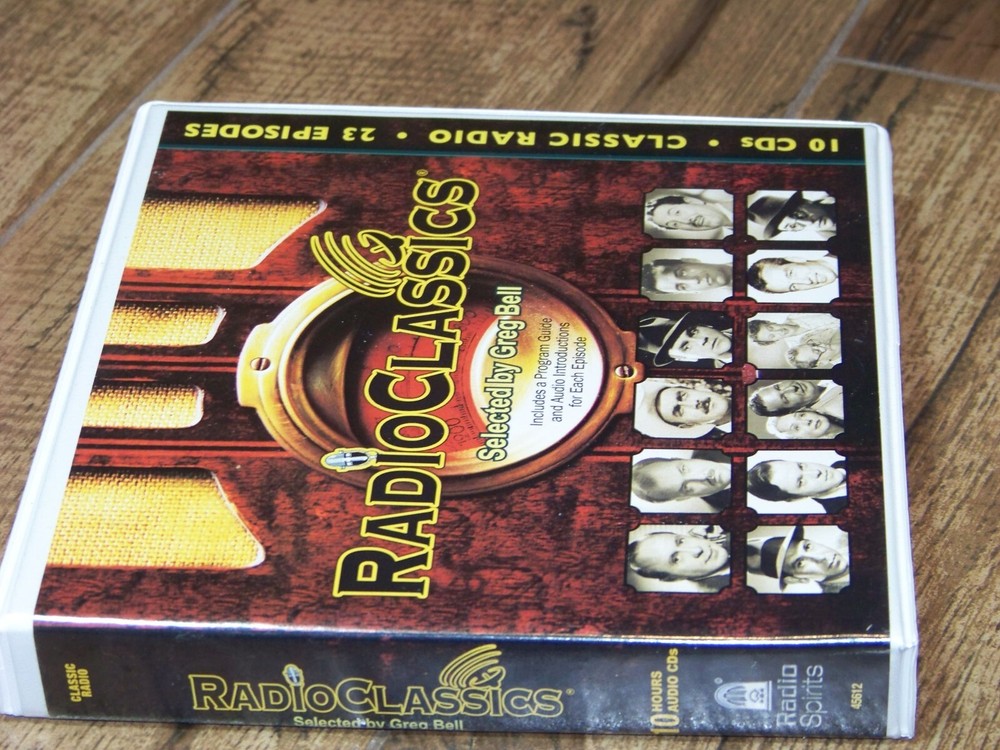 10 CDs • CLASSIC RADIO • 23 EPISODES
RADIOCLASSICS®
Selected by Greg Bell
Includes a Program Guide
and Audio Introductions
for Each Episode
CLASSIC
RADIO
RADIOCLASSICS®
Selected by Greg Bell
10 HOURS
AUDIO CDs
Radio
Spirits
45612